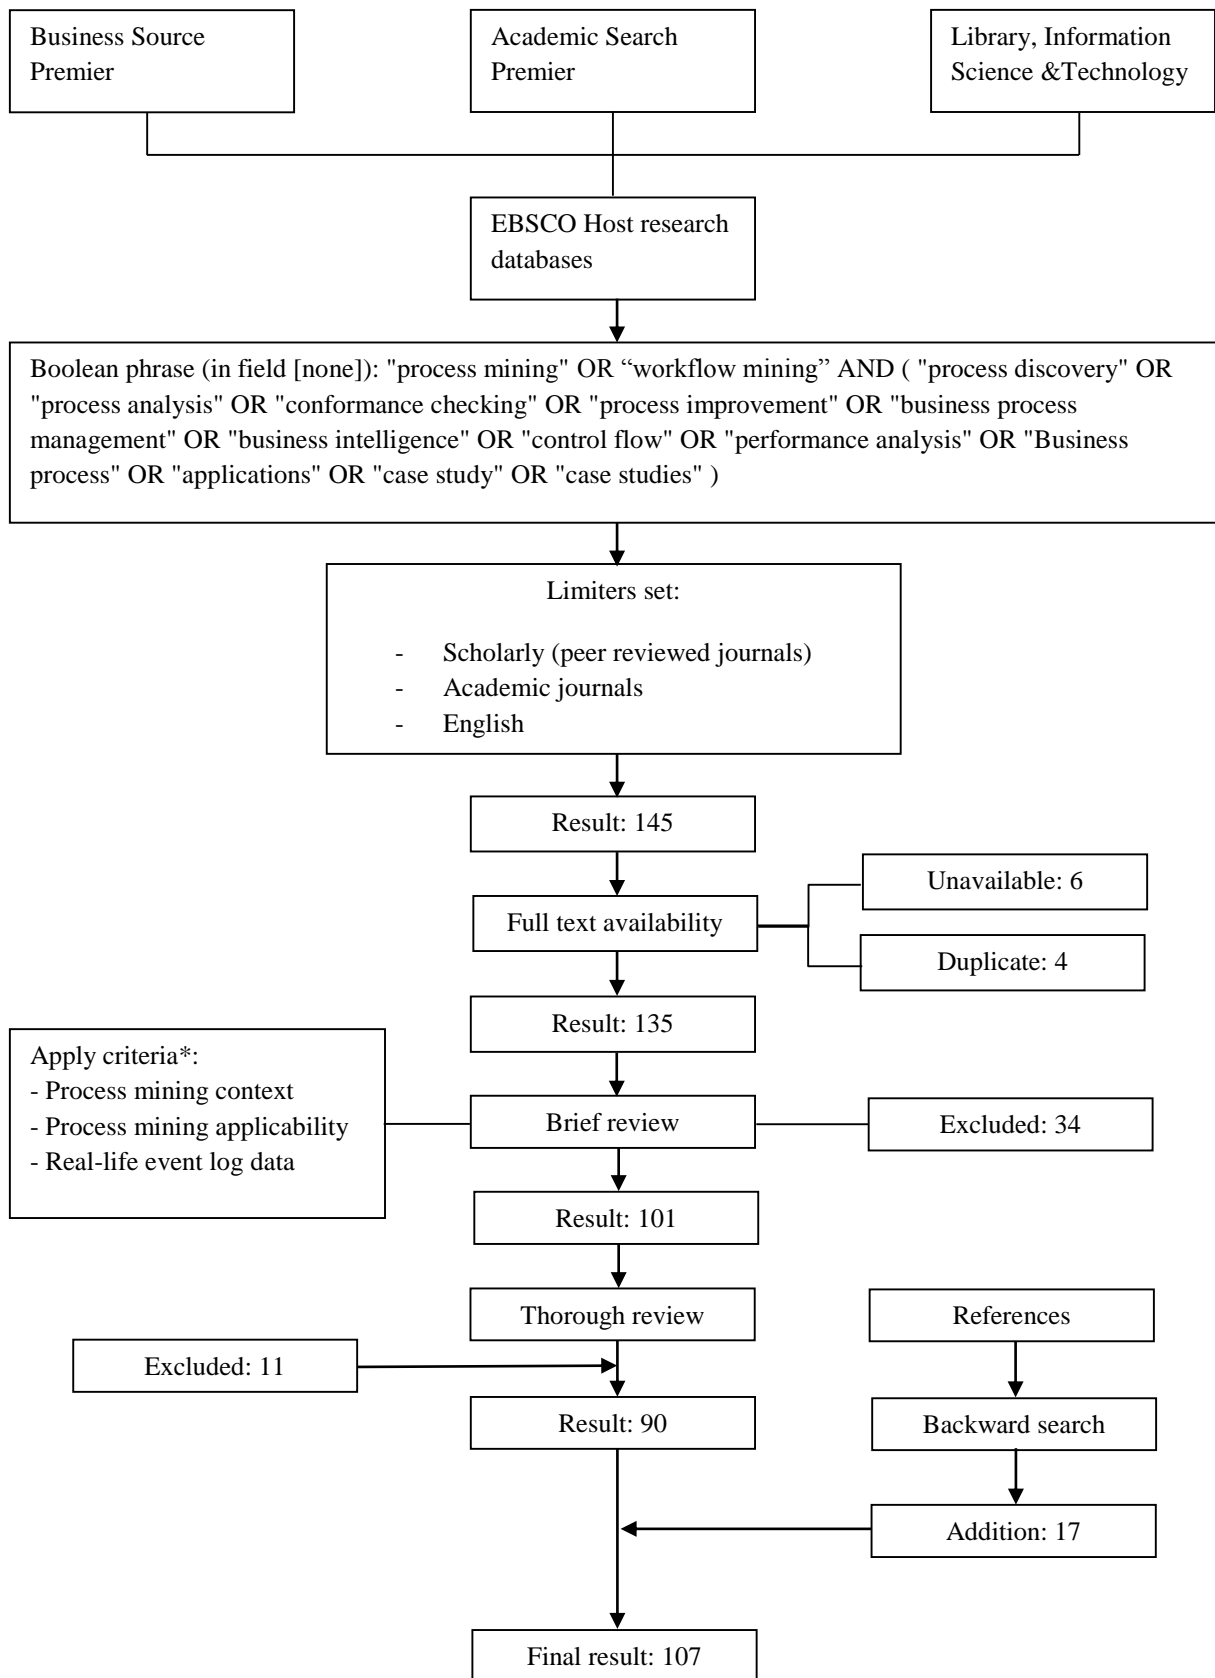 Business Source
Premier
Academic Search
Premier
Library, Information
Science &Technology
EBSCO Host research
databases
Boolean phrase (in field [none]): "process mining" OR “workflow mining” AND ( "process discovery" OR
"process analysis" OR "conformance checking" OR "process improvement" OR "business process
management" OR "business intelligence" OR "control flow" OR "performance analysis" OR "Business
process" OR "applications" OR "case study" OR "case studies" )
Limiters set:
- Scholarly (peer reviewed journals)
- Academic journals
- English
Result: 145
Unavailable: 6
Full text availability
Duplicate: 4
Result: 135
Apply criteria*:
- Process mining context
- Process mining applicability
- Real-life event log data
Brief review
Excluded: 34
Result: 101
Thorough review
References
Excluded: 11
Result: 90
Backward search
Addition: 17
Final result: 107